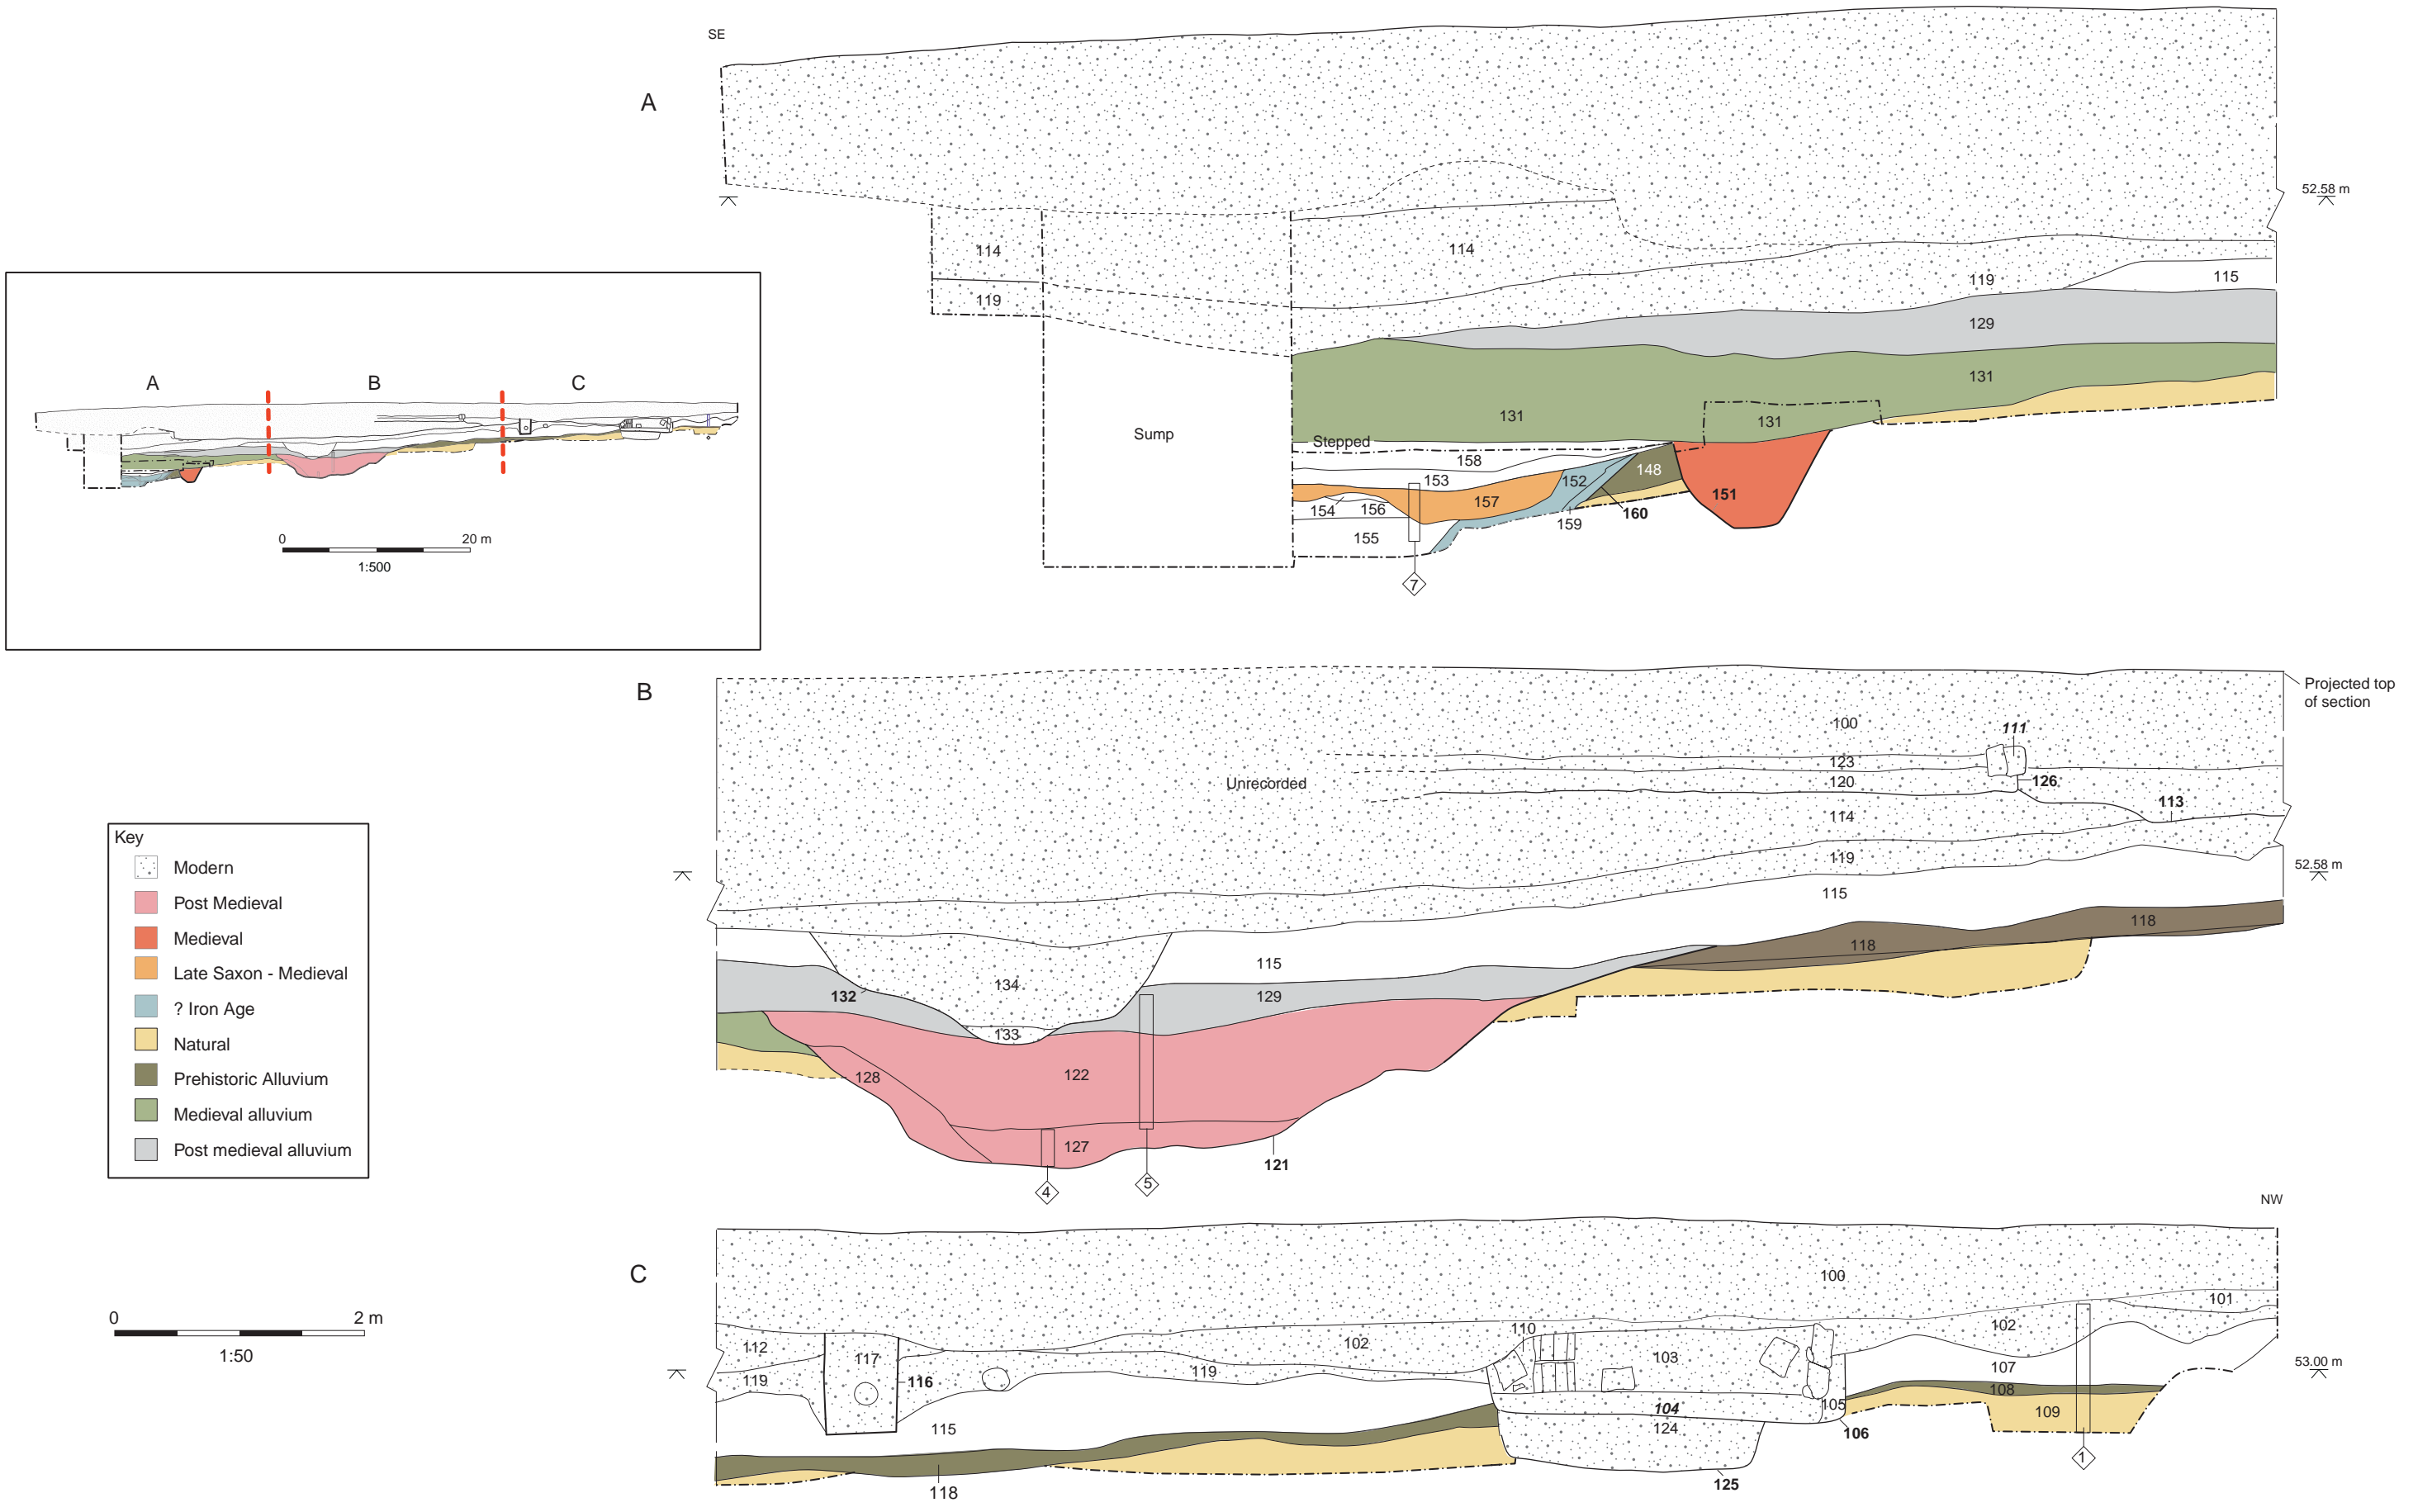 SE
A
52.58 m
114
114
119
119
115
129
131
131
131
Sump
Stepped
158
153
152
148
157
154
156
151
160
159
155
7
A
B
C
0
20 m
1:500
B
Projected top
of section
100
111
123
120
126
Unrecorded
113
114
119
52.58 m
115
118
118
115
134
132
129
133
122
128
127
121
4
5
Key
Modern
Post Medieval
Medieval
Late Saxon - Medieval
? Iron Age
Natural
Prehistoric Alluvium
Medieval alluvium
Post medieval alluvium
NW
C
100
101
102
110
102
112
117
103
119
107
53.00 m
119
116
108
104
105
109
115
124
106
1
125
118
0
2 m
1:50